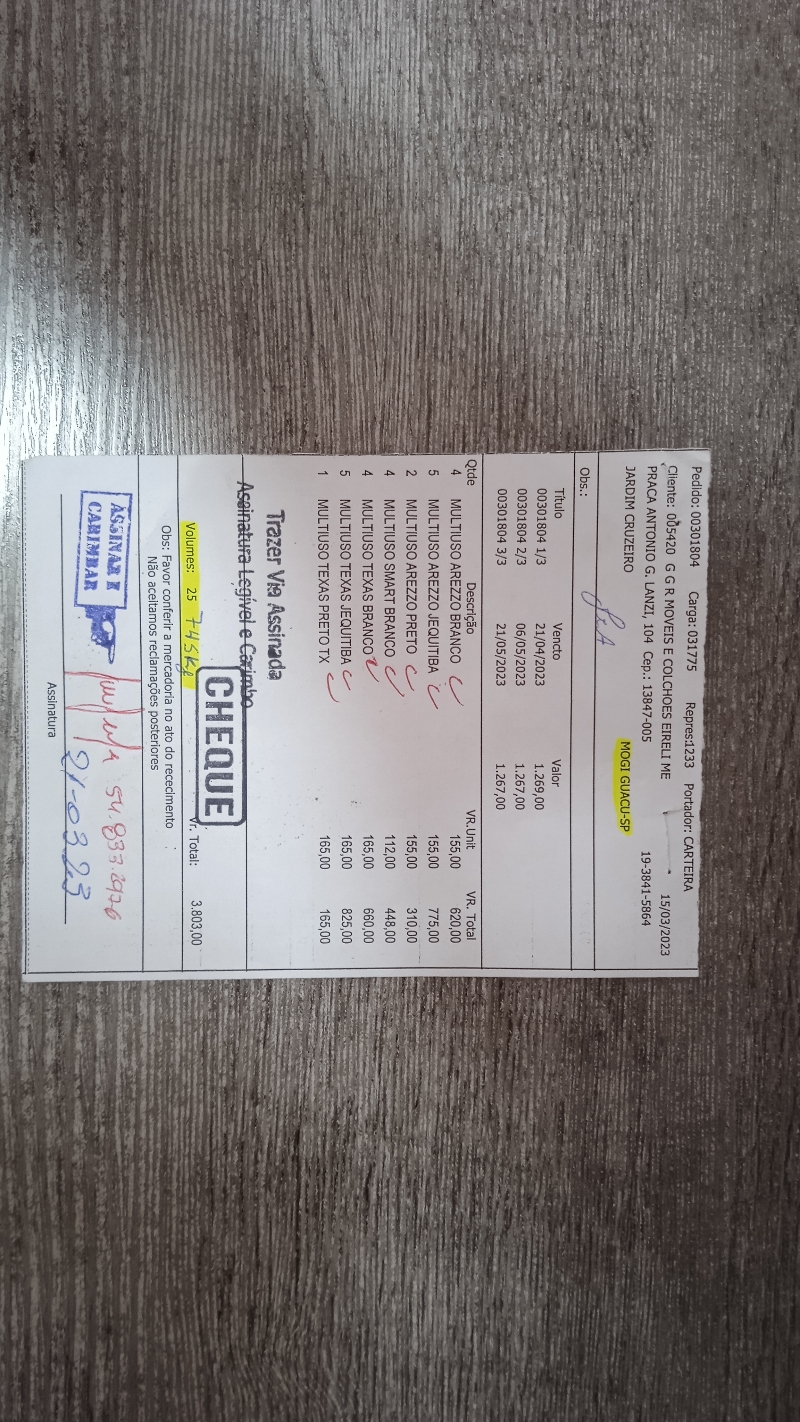 Pedido: 00301804 Carga: 031775 Repres:1233 Portador: CARTEIRA
Cliente: 005420 G G R MOVEIS E COLCHOES EIRELI ME 15/03/2023
PRACA ANTONIO G. LANZI, 104 Cep.: 13847-005 19-3841-5864
JARDIM CRUZEIRO MOGI GUACU-SP
Obs.:
Título Vencto Valor
00301804 1/3 21/04/2023 1.269,00
00301804 2/3 06/05/2023 1.267,00
00301804 3/3 21/05/2023 1.267,00
Qtde Descrição VR.Unit VR. Total
4 MULTIUSO AREZZO BRANCO 155,00 620,00
5 MULTIUSO AREZZO JEQUITIBA 155,00 775,00
2 MULTIUSO AREZZO PRETO 155,00 310,00
4 MULTIUSO SMART BRANCO 112,00 448,00
4 MULTIUSO TEXAS BRANCO 165,00 660,00
5 MULTIUSO TEXAS JEQUITIBA 165,00 825,00
1 MULTIUSO TEXAS PRETO TX 165,00 165,00
Trazer Via Assinada
Assinatura Legível e Carimbo
CHEQUE
Volumes: 25 745Kg Vr. Total: 3.803,00
Obs: Favor conferir a mercadoria no ato do rececimento
Não aceitamos reclamações posteriores
ASSINAR E
CARIMBAR
21-03-23
Assinatura